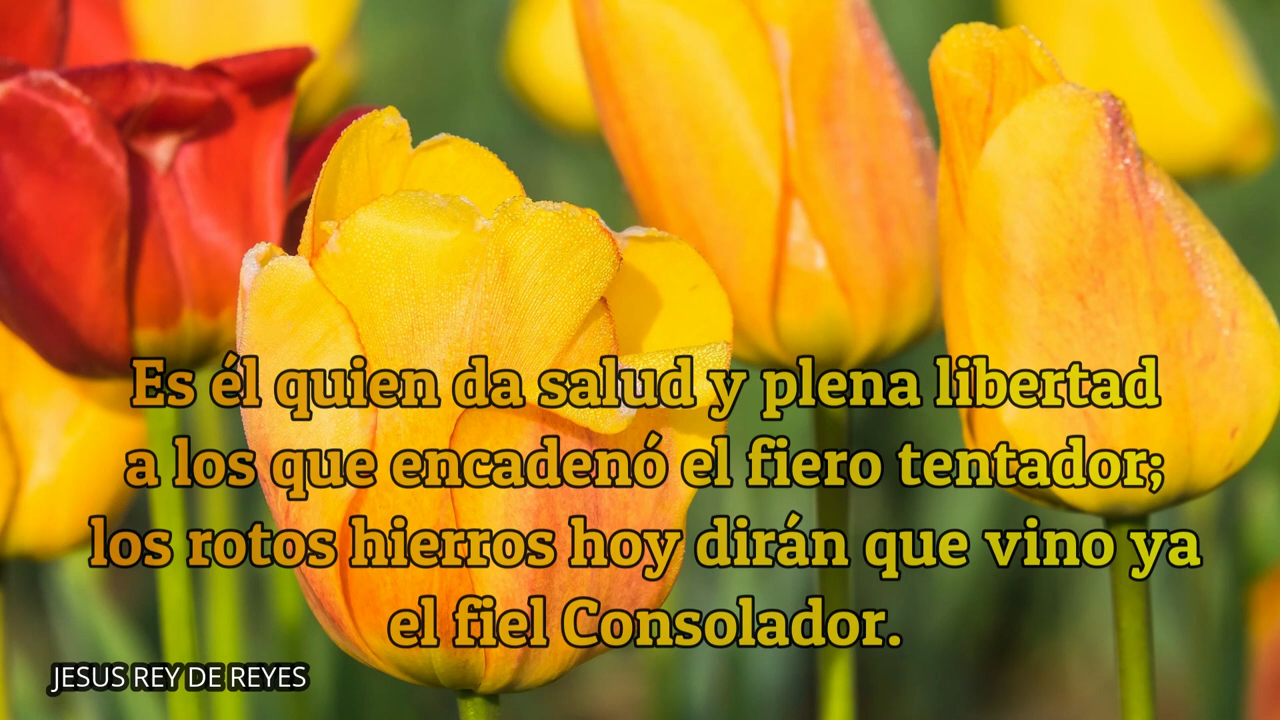 Es él quien da salud y plena libertad
a los que encadenó el fiero tentador;
los rotos hierros hoy dirán que vino ya
el fiel Consolador.
JESUS REY DE REYES